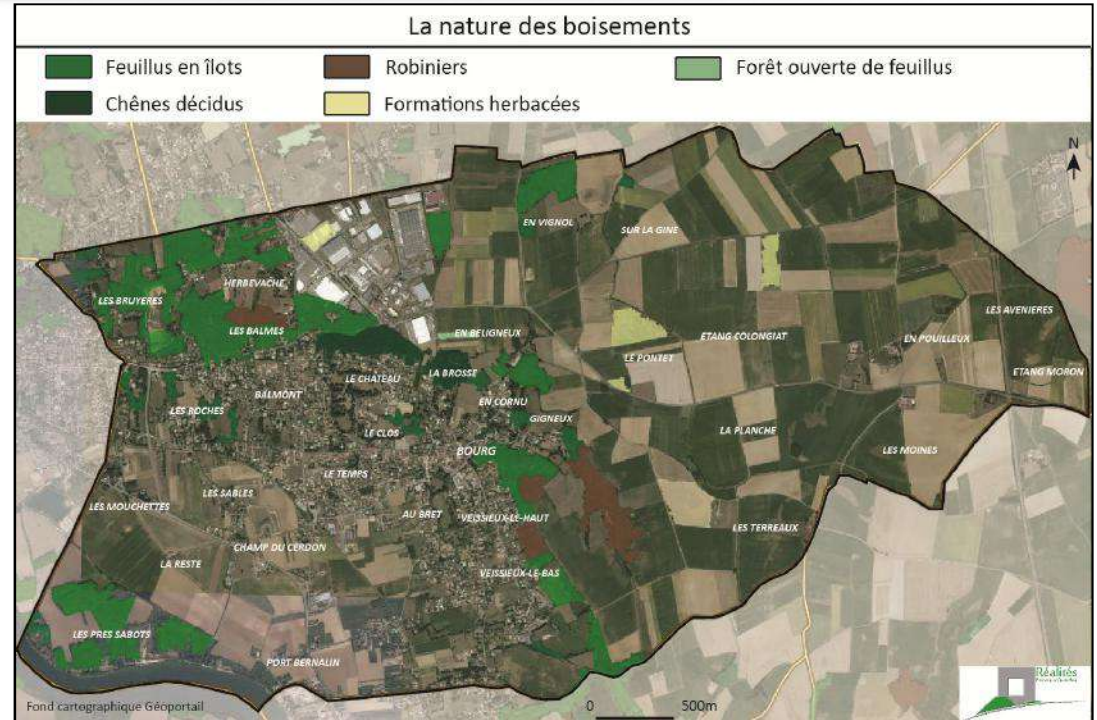 La nature des boisements
Feuillus en îlots
Robiniers
Forêt ouverte de feuillus
Chênes décidus
Formations herbacées
N
EN VIGNOL
SUR LA GINE
HERBEVACHE
LES BRUYERES
LES AVENIERES
LES BALMES
EN BELIGNEUX
ETANG COLONGIAT
EN POUILLEUX
LE PONTET
LA BROSSE
ETANG MORON
LE CHATEAU
BALMONT
EN CORNU
LES ROCHES
GIGNEUX
LE CLOS
LA PLANCHE
BOURG
LES MOINES
LE TEMPS
LES SABLES
LES MOUCHETTES
AU BRET
VEISSIEUX-LE-HAUT
LES TERREAUX
CHAMP DU CERDON
LA RESTE
VEISSIEUX-LE-BAS
LES PRES SABOTS
PORT BERNALIN
Réalités
Fond cartographique Géoportail
0 500m